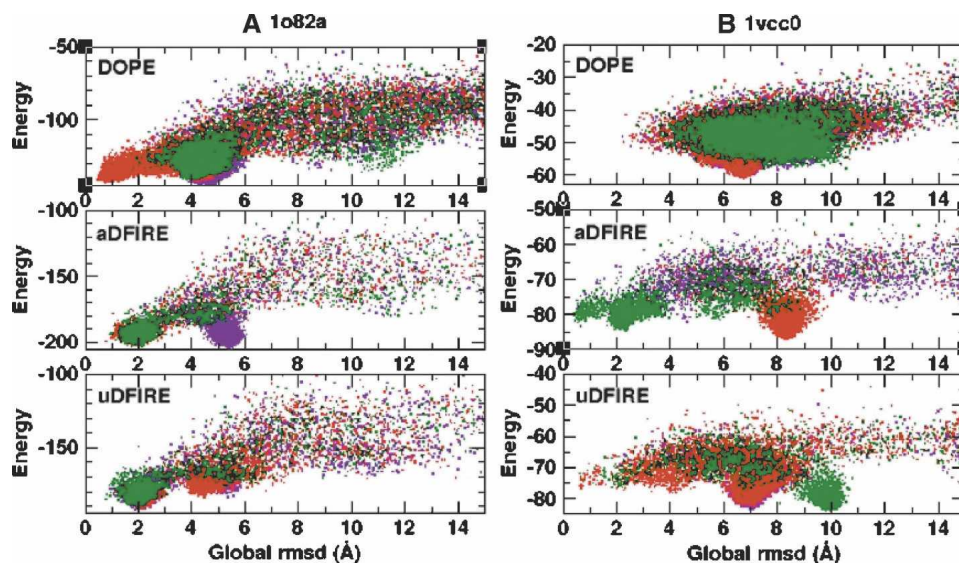 A 1o82a
B 1vcc0
-50
DOPE
Energy
-100
0 2 4 6 8 10 12 14
-100
aDFIRE
Energy
-150
-200
0 2 4 6 8 10 12 14
-100
uDFIRE
Energy
-150
0 2 4 6 8 10 12 14
Global rmsd (Å)
-20
DOPE
-30
Energy
-40
-50
-60
0 2 4 6 8 10 12 14
-50
aDFIRE
-60
Energy
-70
-80
-90
0 2 4 6 8 10 12 14
-40
uDFIRE
-50
Energy
-60
-70
-80
0 2 4 6 8 10 12 14
Global rmsd (Å)